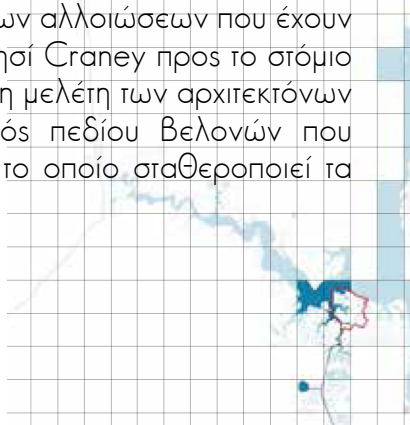 ων αλλοιώσεων που έχουν
ησί Craney προς το στόμιο
η μελέτη των αρχιτεκτόνων
ός πεδίου Βελονών που
το οποίο σταθεροποιεί τα